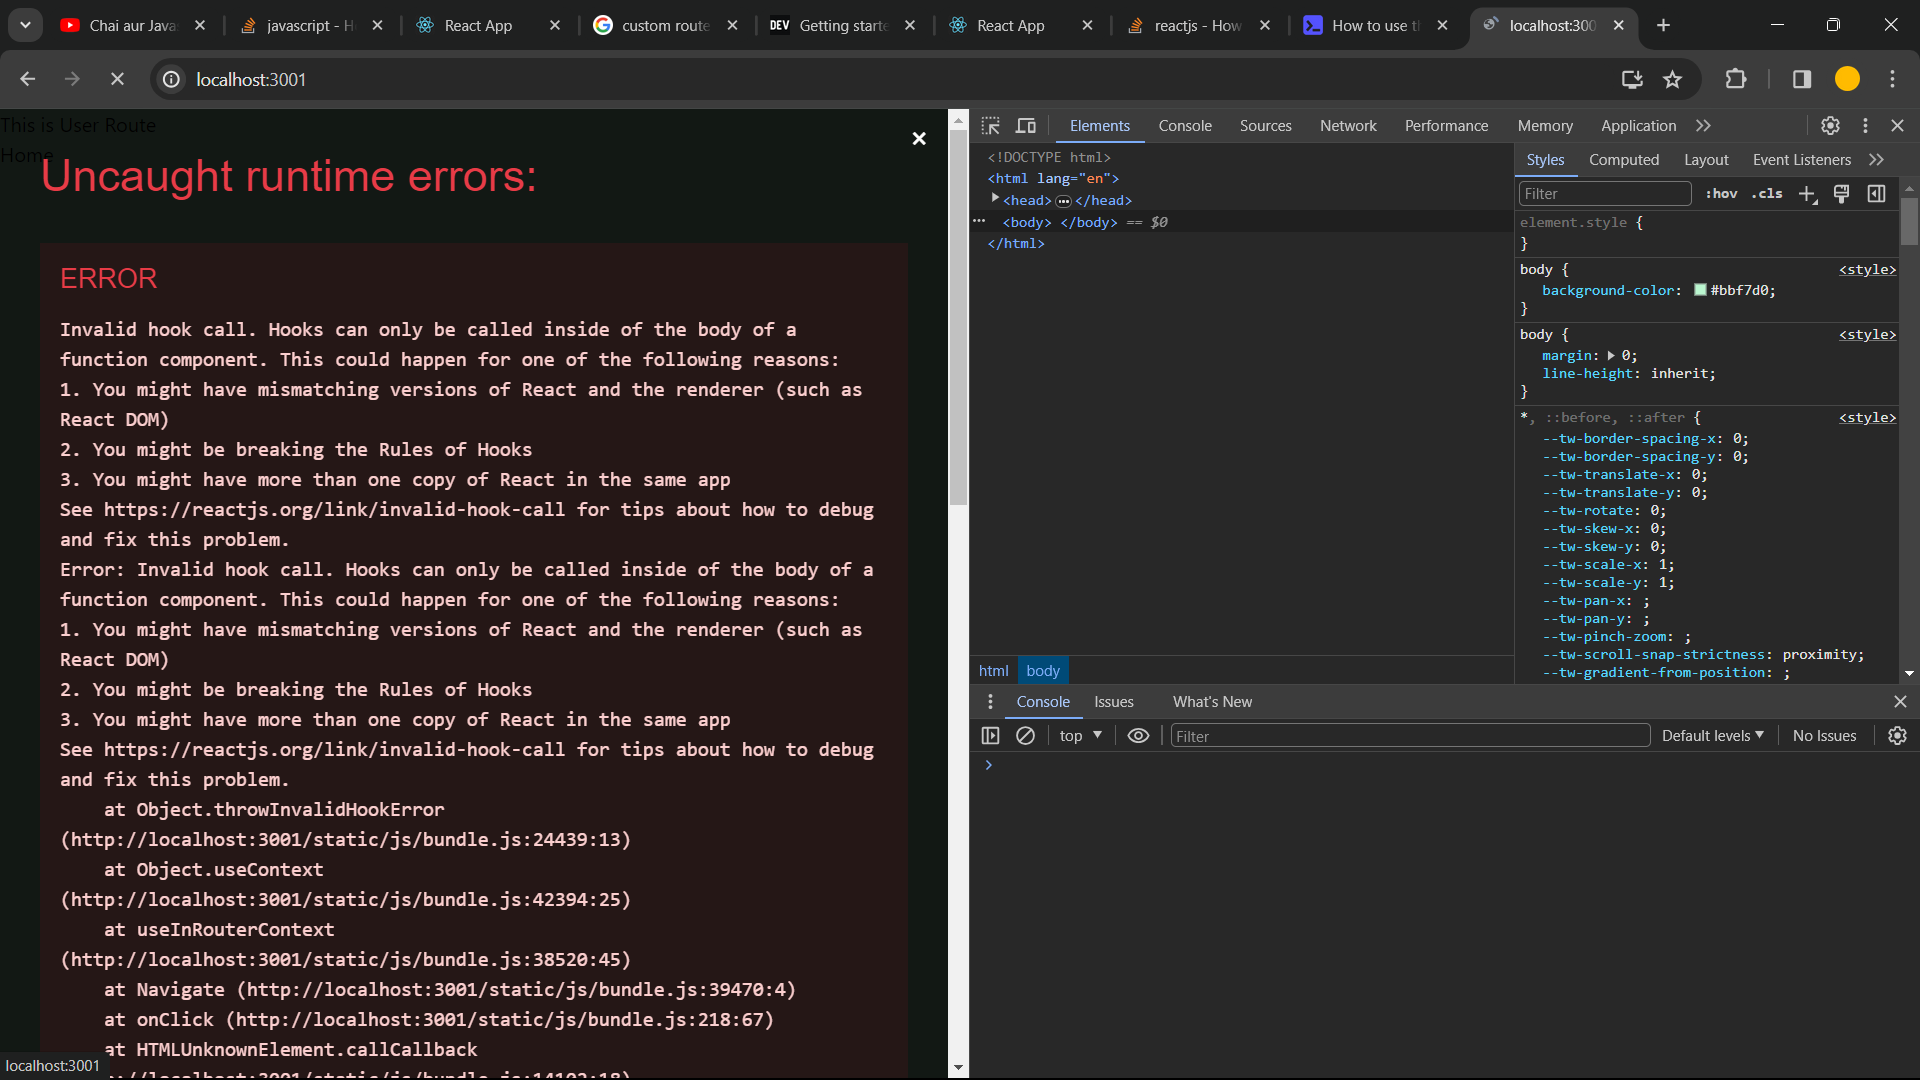 Chai aur Java
javascript - H
React App
custom route
DEV Getting starte
React App
reactjs - How
How to use t
localhost:300
localhost:3001
This is User Route
Home
Uncaught runtime errors:
ERROR
Invalid hook call. Hooks can only be called inside of the body of a
function component. This could happen for one of the following reasons:
1. You might have mismatching versions of React and the renderer (such as
React DOM)
2. You might be breaking the Rules of Hooks
3. You might have more than one copy of React in the same app
See https://reactjs.org/link/invalid-hook-call for tips about how to debug
and fix this problem.
Error: Invalid hook call. Hooks can only be called inside of the body of a
function component. This could happen for one of the following reasons:
1. You might have mismatching versions of React and the renderer (such as
React DOM)
2. You might be breaking the Rules of Hooks
3. You might have more than one copy of React in the same app
See https://reactjs.org/link/invalid-hook-call for tips about how to debug
and fix this problem.
at Object.throwInvalidHookError
(http://localhost:3001/static/js/bundle.js:24439:13)
at Object.useContext
(http://localhost:3001/static/js/bundle.js:42394:25)
at useInRouterContext
(http://localhost:3001/static/js/bundle.js:38520:45)
at Navigate (http://localhost:3001/static/js/bundle.js:39470:4)
at onClick (http://localhost:3001/static/js/bundle.js:218:67)
at HTMLUnknownElement.callCallback
localhost:3001
Elements Console Sources Network Performance Memory Application
<!DOCTYPE html>
<html lang="en">
<head> </head>
<body> </body> == $0
</html>
html body
Styles Computed Layout Event Listeners
Filter :hov .cls
element.style {
}
body { <style>
background-color: #bbf7d0;
}
body { <style>
margin: 0;
line-height: inherit;
}
*, ::before, ::after { <style>
--tw-border-spacing-x: 0;
--tw-border-spacing-y: 0;
--tw-translate-x: 0;
--tw-translate-y: 0;
--tw-rotate: 0;
--tw-skew-x: 0;
--tw-skew-y: 0;
--tw-scale-x: 1;
--tw-scale-y: 1;
--tw-pan-x: ;
--tw-pan-y: ;
--tw-pinch-zoom: ;
--tw-scroll-snap-strictness: proximity;
--tw-gradient-from-position: ;
Console Issues What's New
top Filter Default levels No Issues